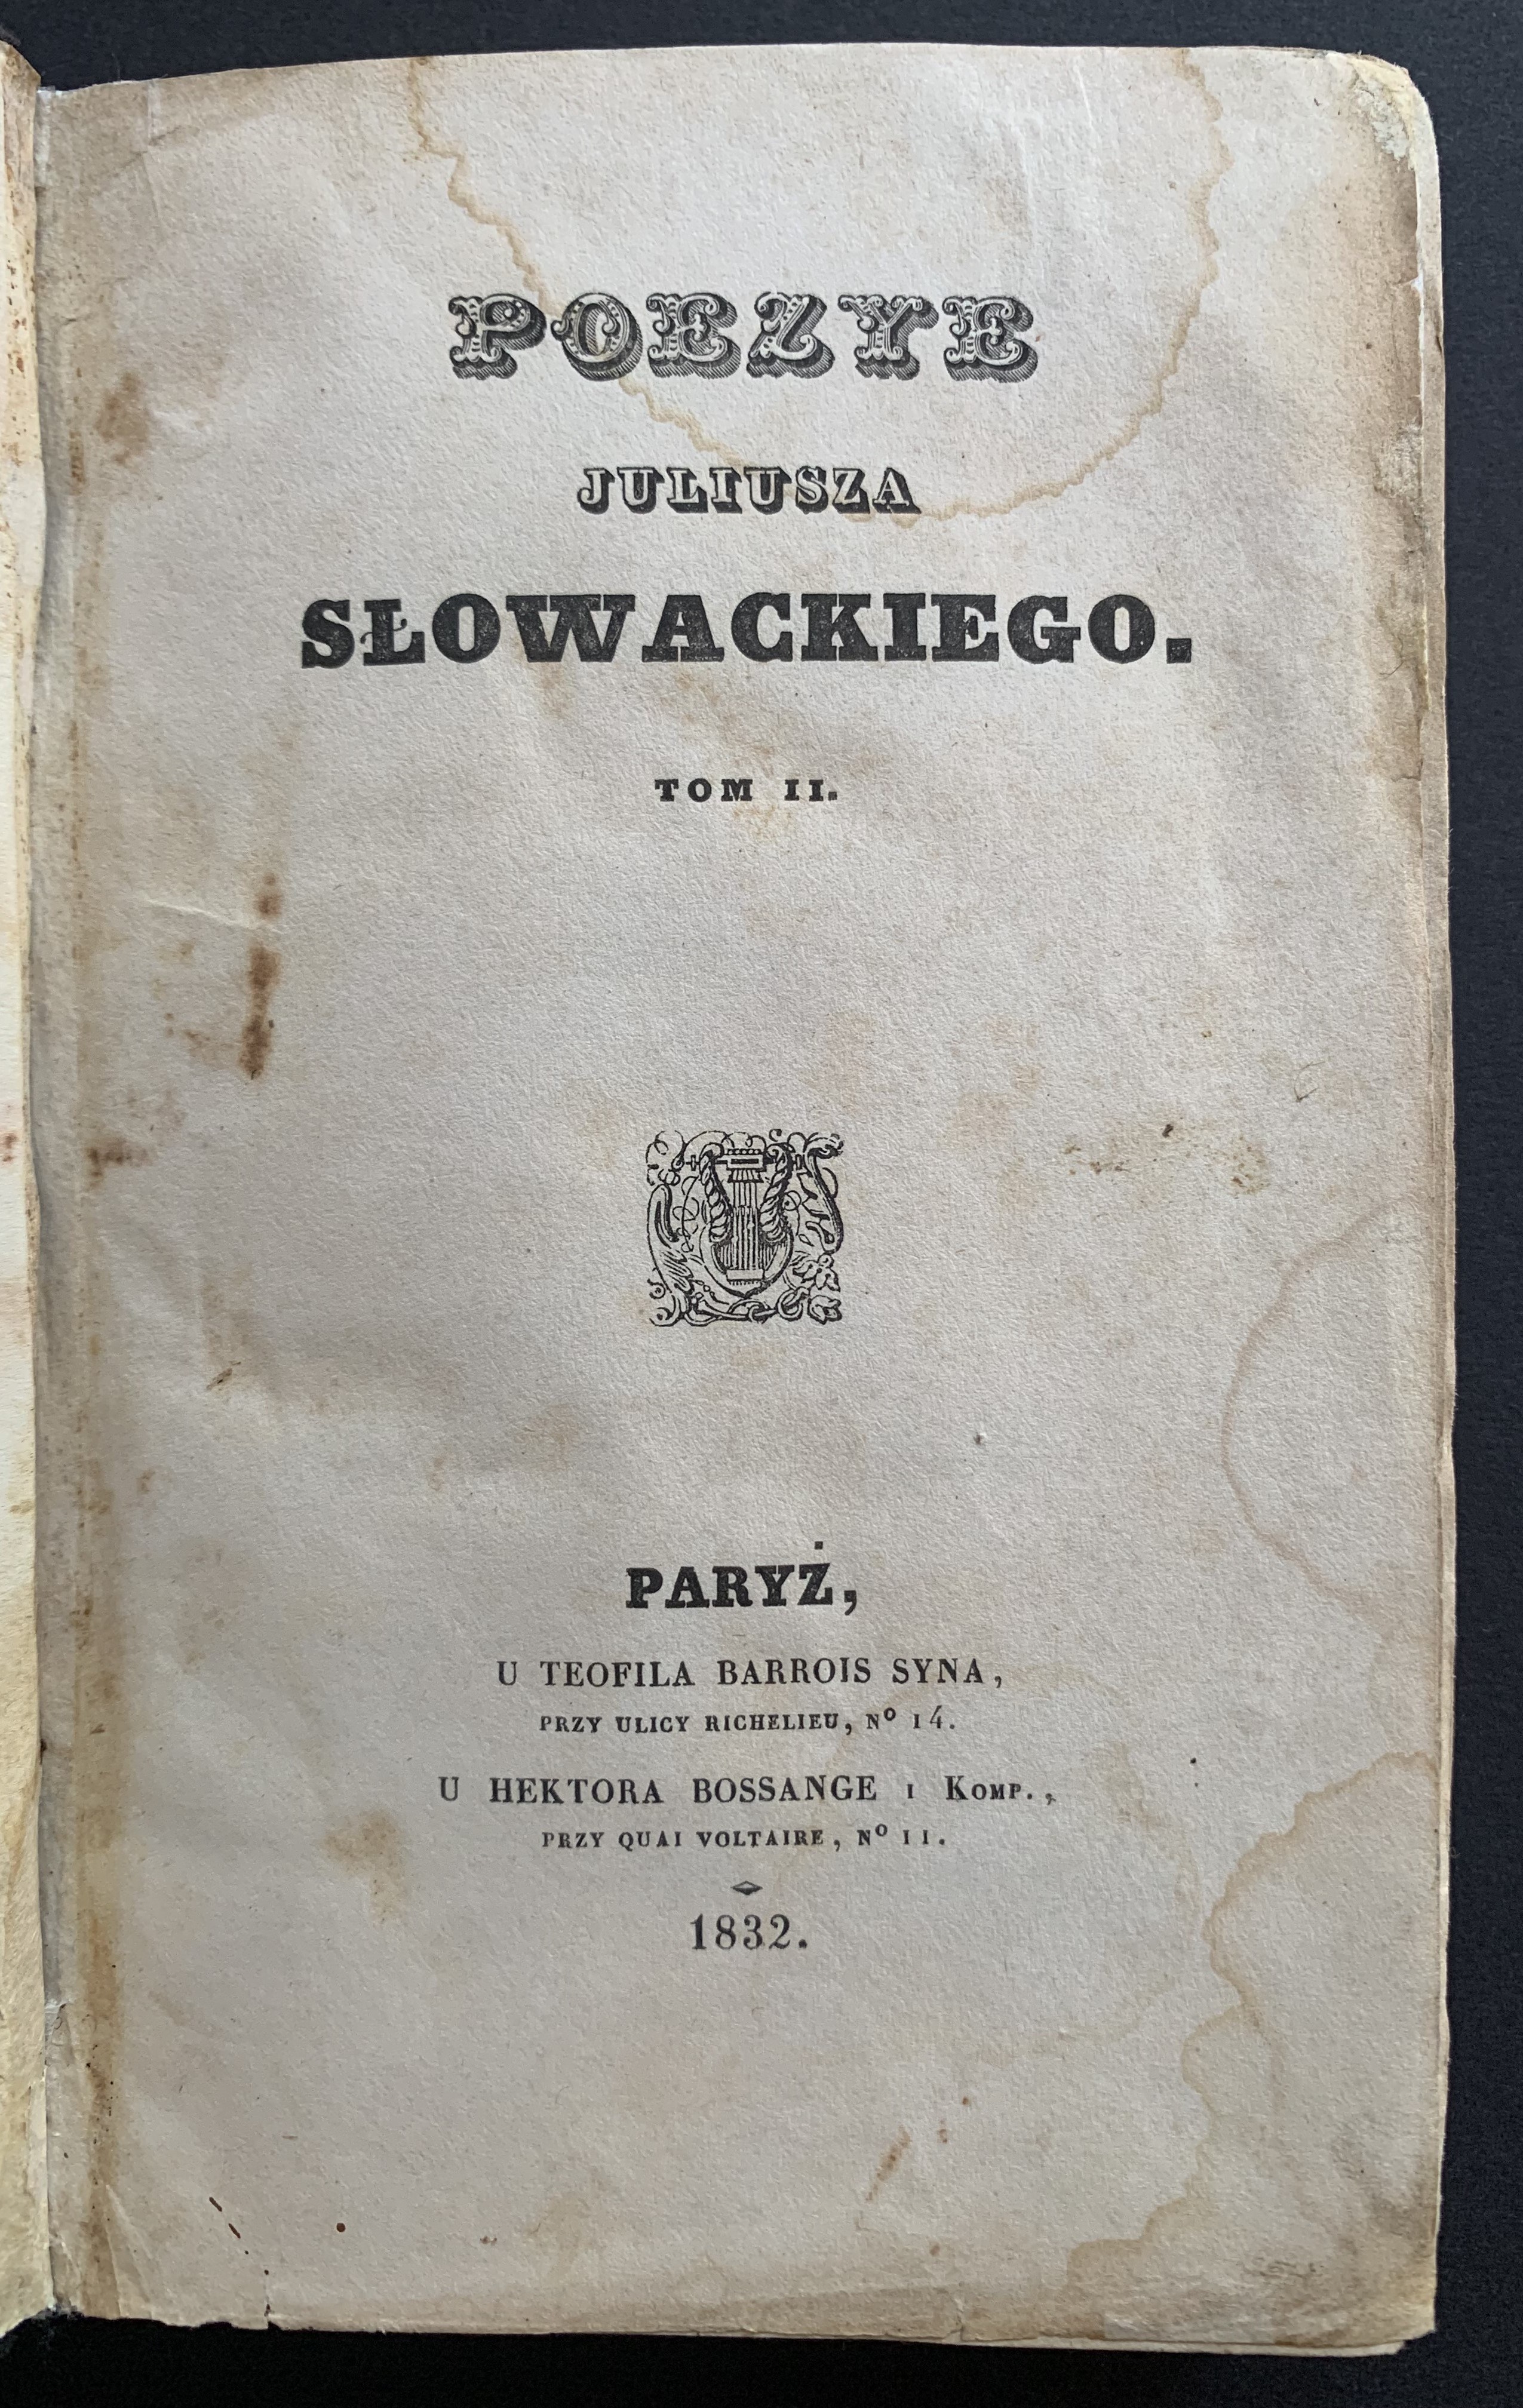 POEZYE
JULIUSZA
SŁOWACKIEGO.
TOM II.
PARYŻ,
U TEOFILA BARROIS SYNA,
PRZY ULICY RICHELIEU, Nº 14.
U HEKTORA BOSSANGE I KOMP.,
PRZY QUAI VOLTAIRE, Nº 11.
1832.